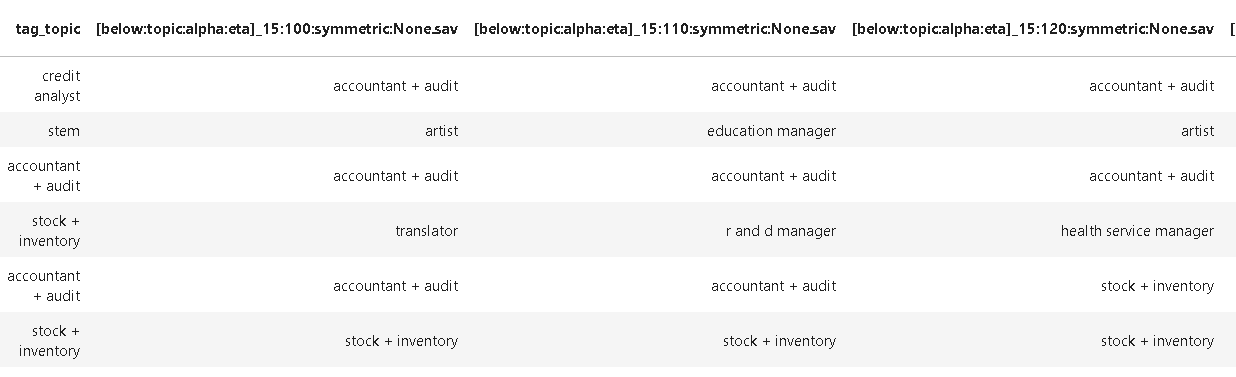 tag_topic [below:topic:alpha:eta]_15:100:symmetric:None.sav [below:topic:alpha:eta]_15:110:symmetric:None.sav [below:topic:alpha:eta]_15:120:symmetric:None.sav [
credit
analyst accountant + audit accountant + audit accountant + audit
stem artist education manager artist
accountant
+ audit accountant + audit accountant + audit accountant + audit
stock +
inventory translator r and d manager health service manager
accountant
+ audit accountant + audit accountant + audit stock + inventory
stock +
inventory stock + inventory stock + inventory stock + inventory